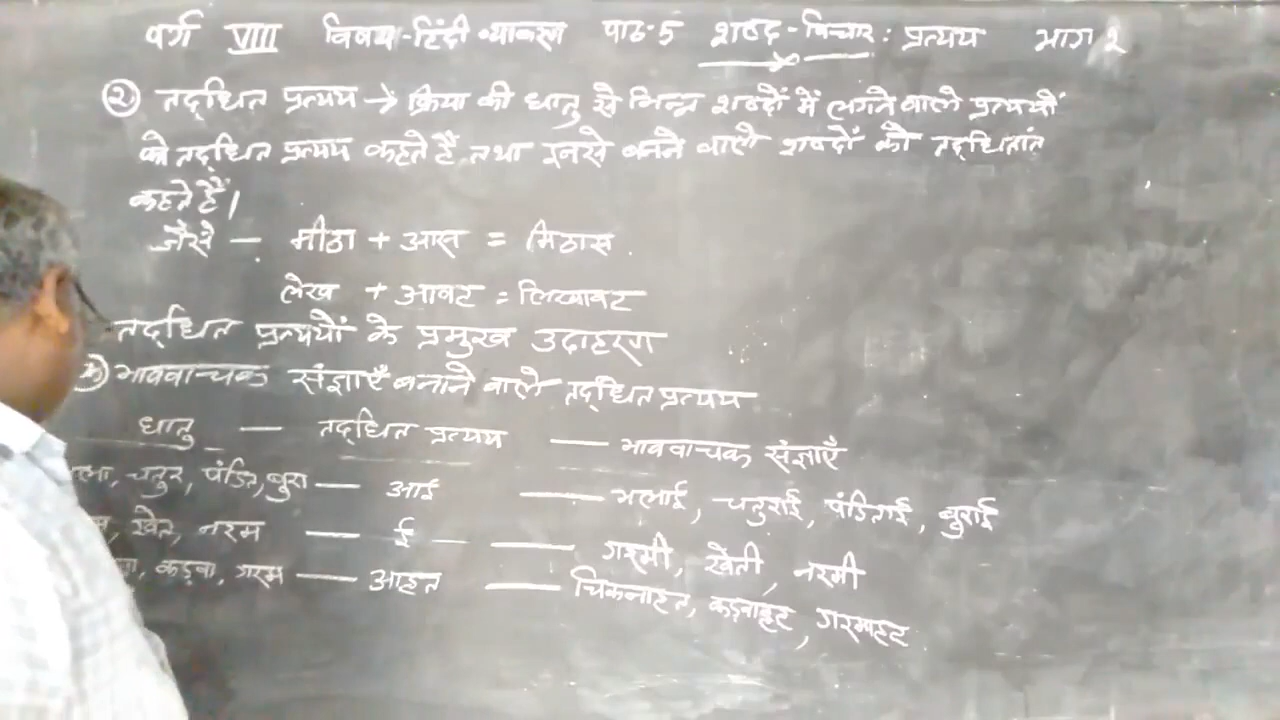 वर्ग VIII विषय-हिंदी व्याकरण पाठ-5 शब्द-विचार: प्रत्यय भाग 2
② तद्धित प्रत्यय → क्रिया की धातु से भिन्न शब्दों में लगने वाले प्रत्ययों
को तद्धित प्रत्यय कहते हैं तथा इनसे बनने वाले शब्दों को तद्धितांत
कहते हैं।
जैसे - मीठा + आस = मिठास
लेख + आवट = लिखावट
तद्धित प्रत्ययों के प्रमुख उदाहरण
भाववाचक संज्ञाएँ बनाने वाले तद्धित प्रत्यय
धातु — तद्धित प्रत्यय — भाववाचक संज्ञाएँ
चतुर, पंडित, बुरा — आई — भलाई, चतुराई, पंडिताई, बुराई
खेत, नरम — ई — गरमी, खेती, नरमी
कड़वा, गरम — आहत — चिकनाहत, कड़वाहट, गरमाहट